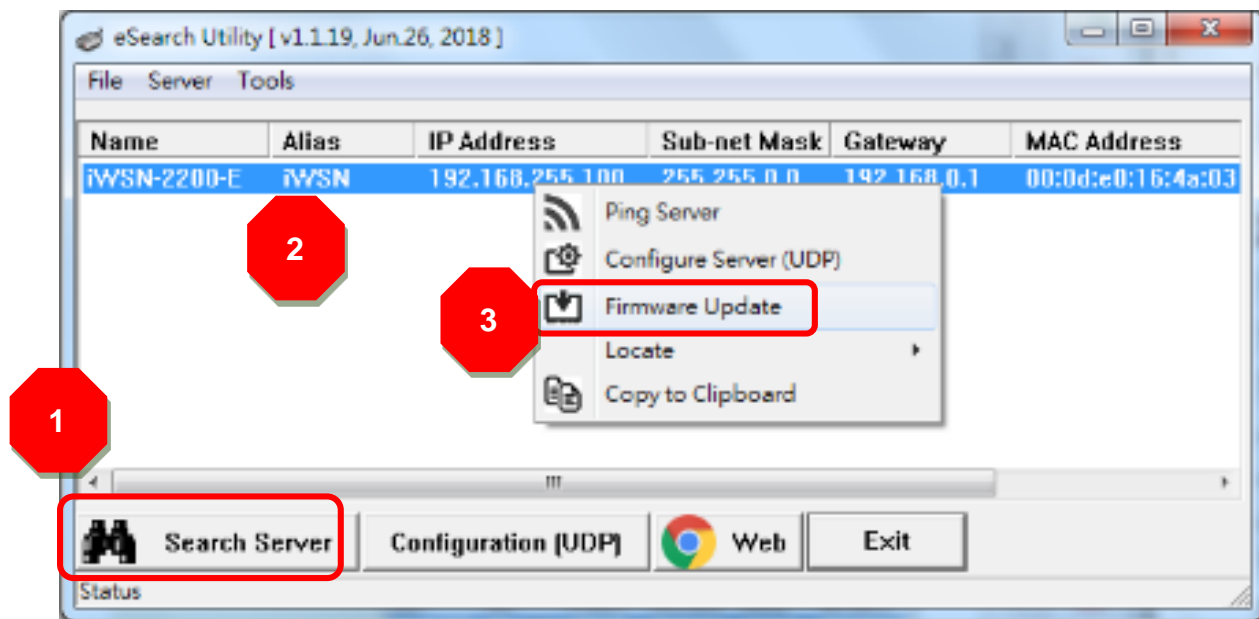 eSearch Utility [ v1.1.19, Jun.26, 2018 ]
File Server Tools
Name Alias IP Address Sub-net Mask Gateway MAC Address
iWSN-2200-E iWSN 192.168.255.100 255.255.0.0 192.168.0.1 00:0d:e0:16:4a:03
Ping Server
2
Configure Server (UDP)
3
Firmware Update
Locate
Copy to Clipboard
1
Search Server Configuration (UDP) Web Exit
Status